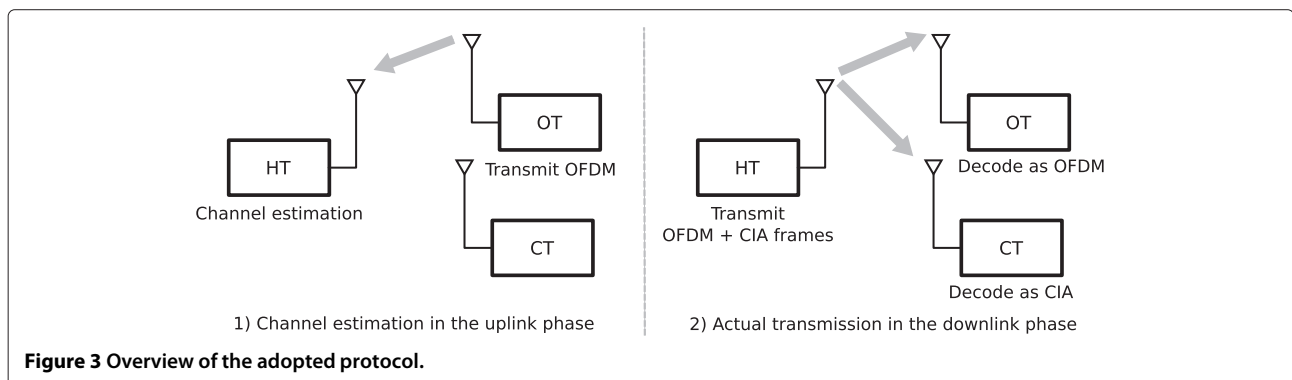 OT
HT
Transmit OFDM
Channel estimation
CT
1) Channel estimation in the uplink phase
OT
HT
Decode as OFDM
Transmit
OFDM + CIA frames
CT
Decode as CIA
2) Actual transmission in the downlink phase
Figure 3 Overview of the adopted protocol.